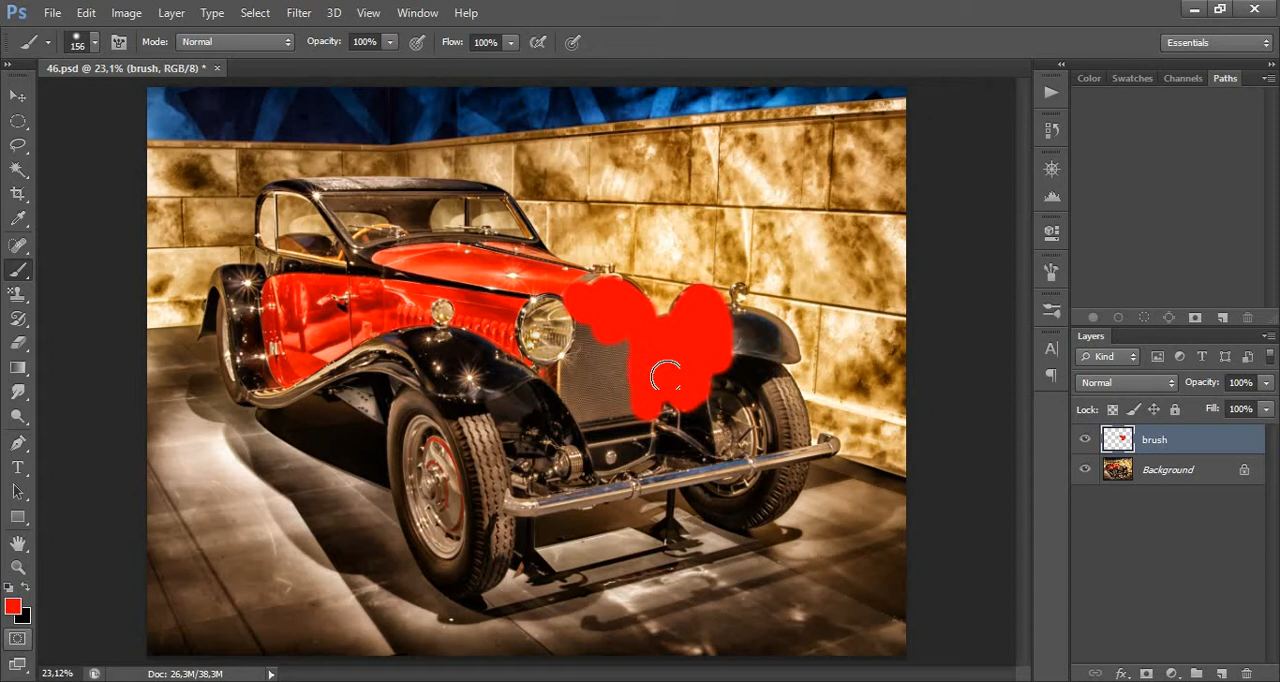 Ps File Edit Image Layer Type Select Filter 3D View Window Help
156 Mode: Normal Opacity: 100% Flow: 100% Essentials
46.psd @ 23,1% (brush, RGB/8) * ×
Color Swatches Channels Paths
Layers
Kind
Normal Opacity: 100%
Lock: Fill: 100%
brush
Background
23,12% Doc: 26,3M/38,3M